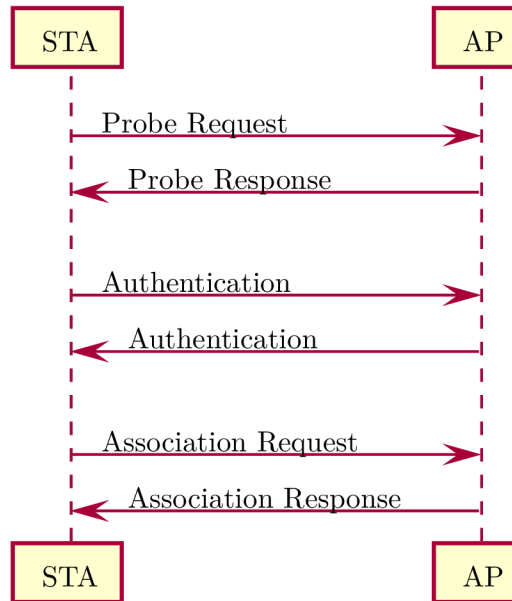 STA
AP
Probe Request
Probe Response
Authentication
Authentication
Association Request
Association Response
STA
AP